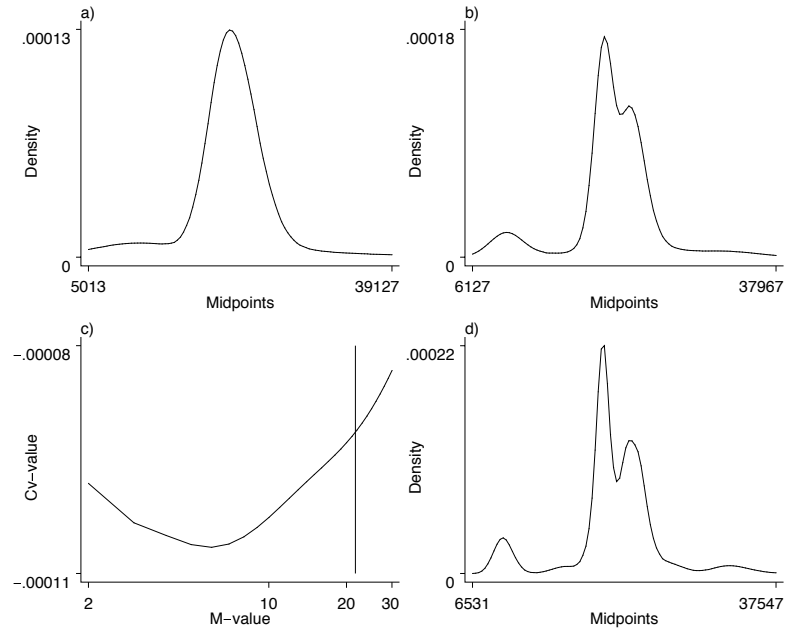 a)
.00013
Density
0
5013
39127
Midpoints
b)
.00018
Density
0
6127
37967
Midpoints
c)
−.00008
Cv−value
−.00011
2
10
20
30
M−value
d)
.00022
Density
0
6531
37547
Midpoints